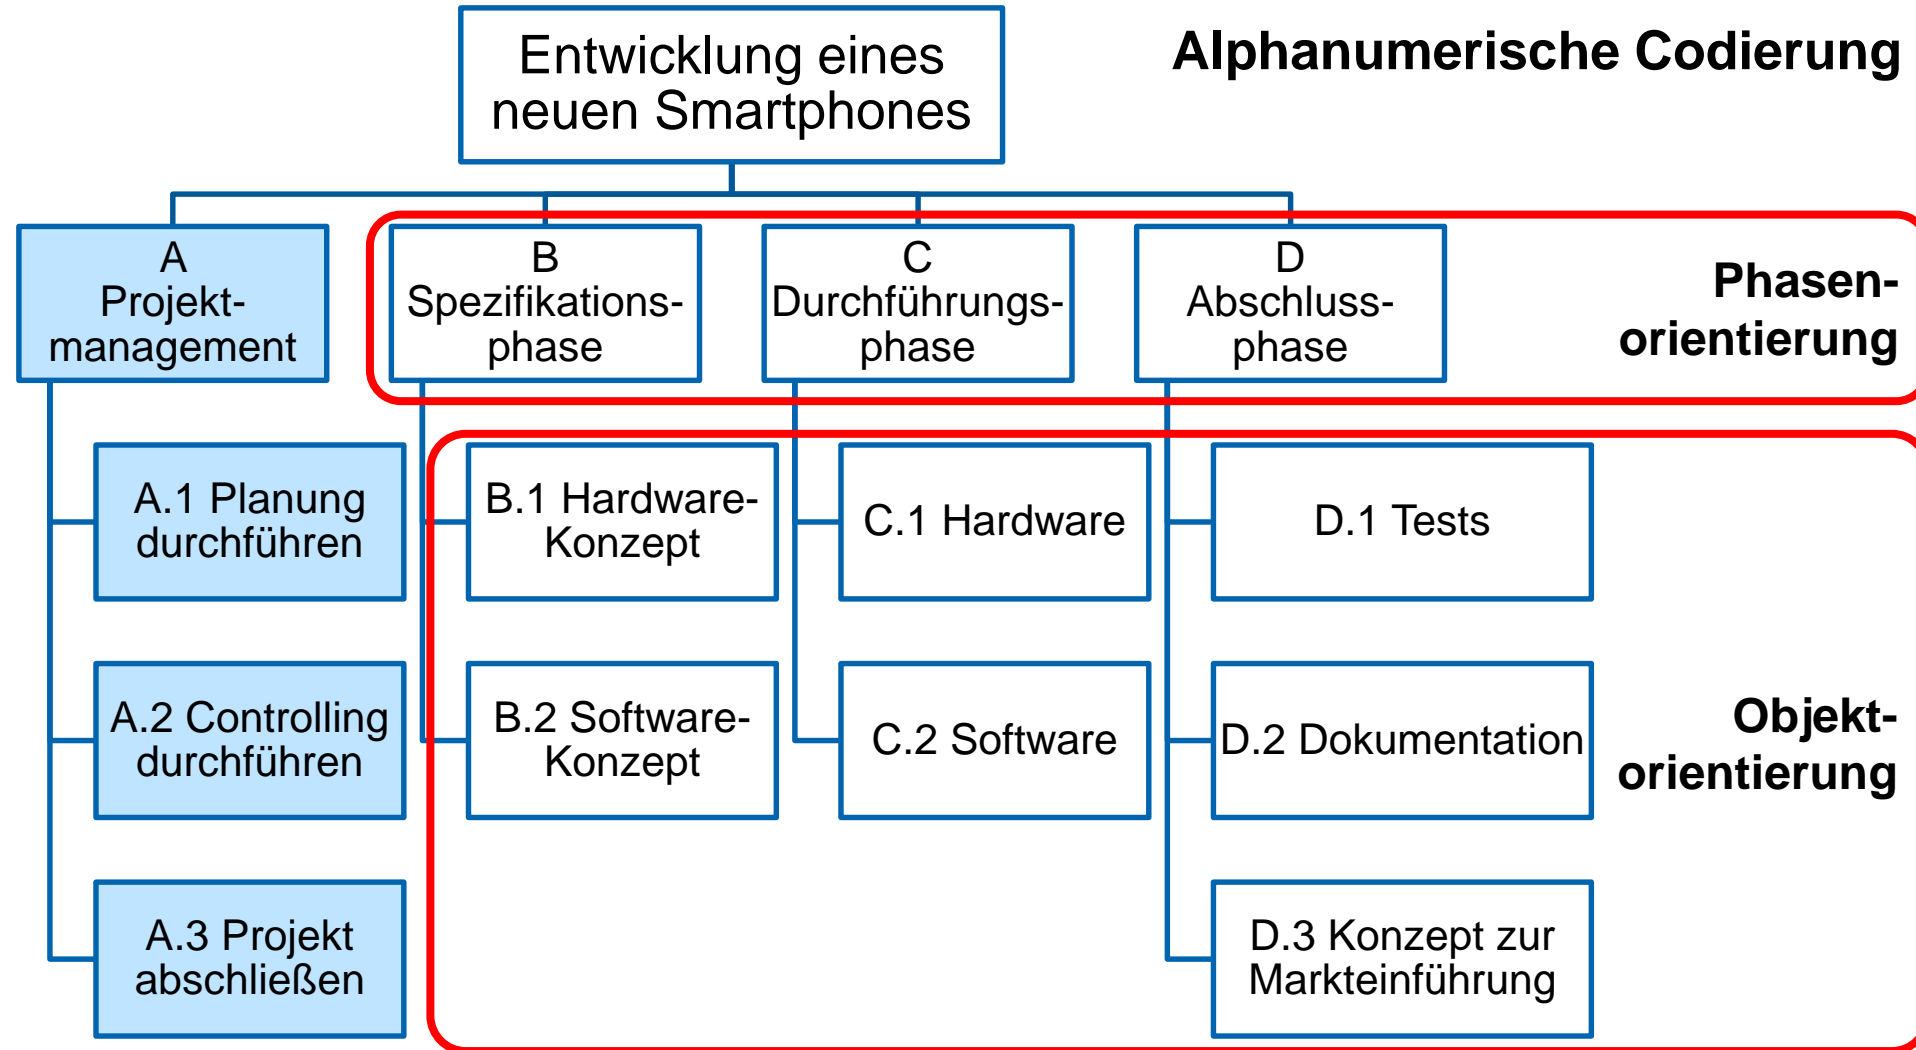 Entwicklung eines
neuen Smartphones
Alphanumerische Codierung
A
Projekt-
management
B
Spezifikations-
phase
C
Durchführungs-
phase
D
Abschluss-
phase
Phasen-
orientierung
A.1 Planung
durchführen
B.1 Hardware-
Konzept
C.1 Hardware
D.1 Tests
A.2 Controlling
durchführen
B.2 Software-
Konzept
C.2 Software
D.2 Dokumentation
Objekt-
orientierung
A.3 Projekt
abschließen
D.3 Konzept zur
Markteinführung